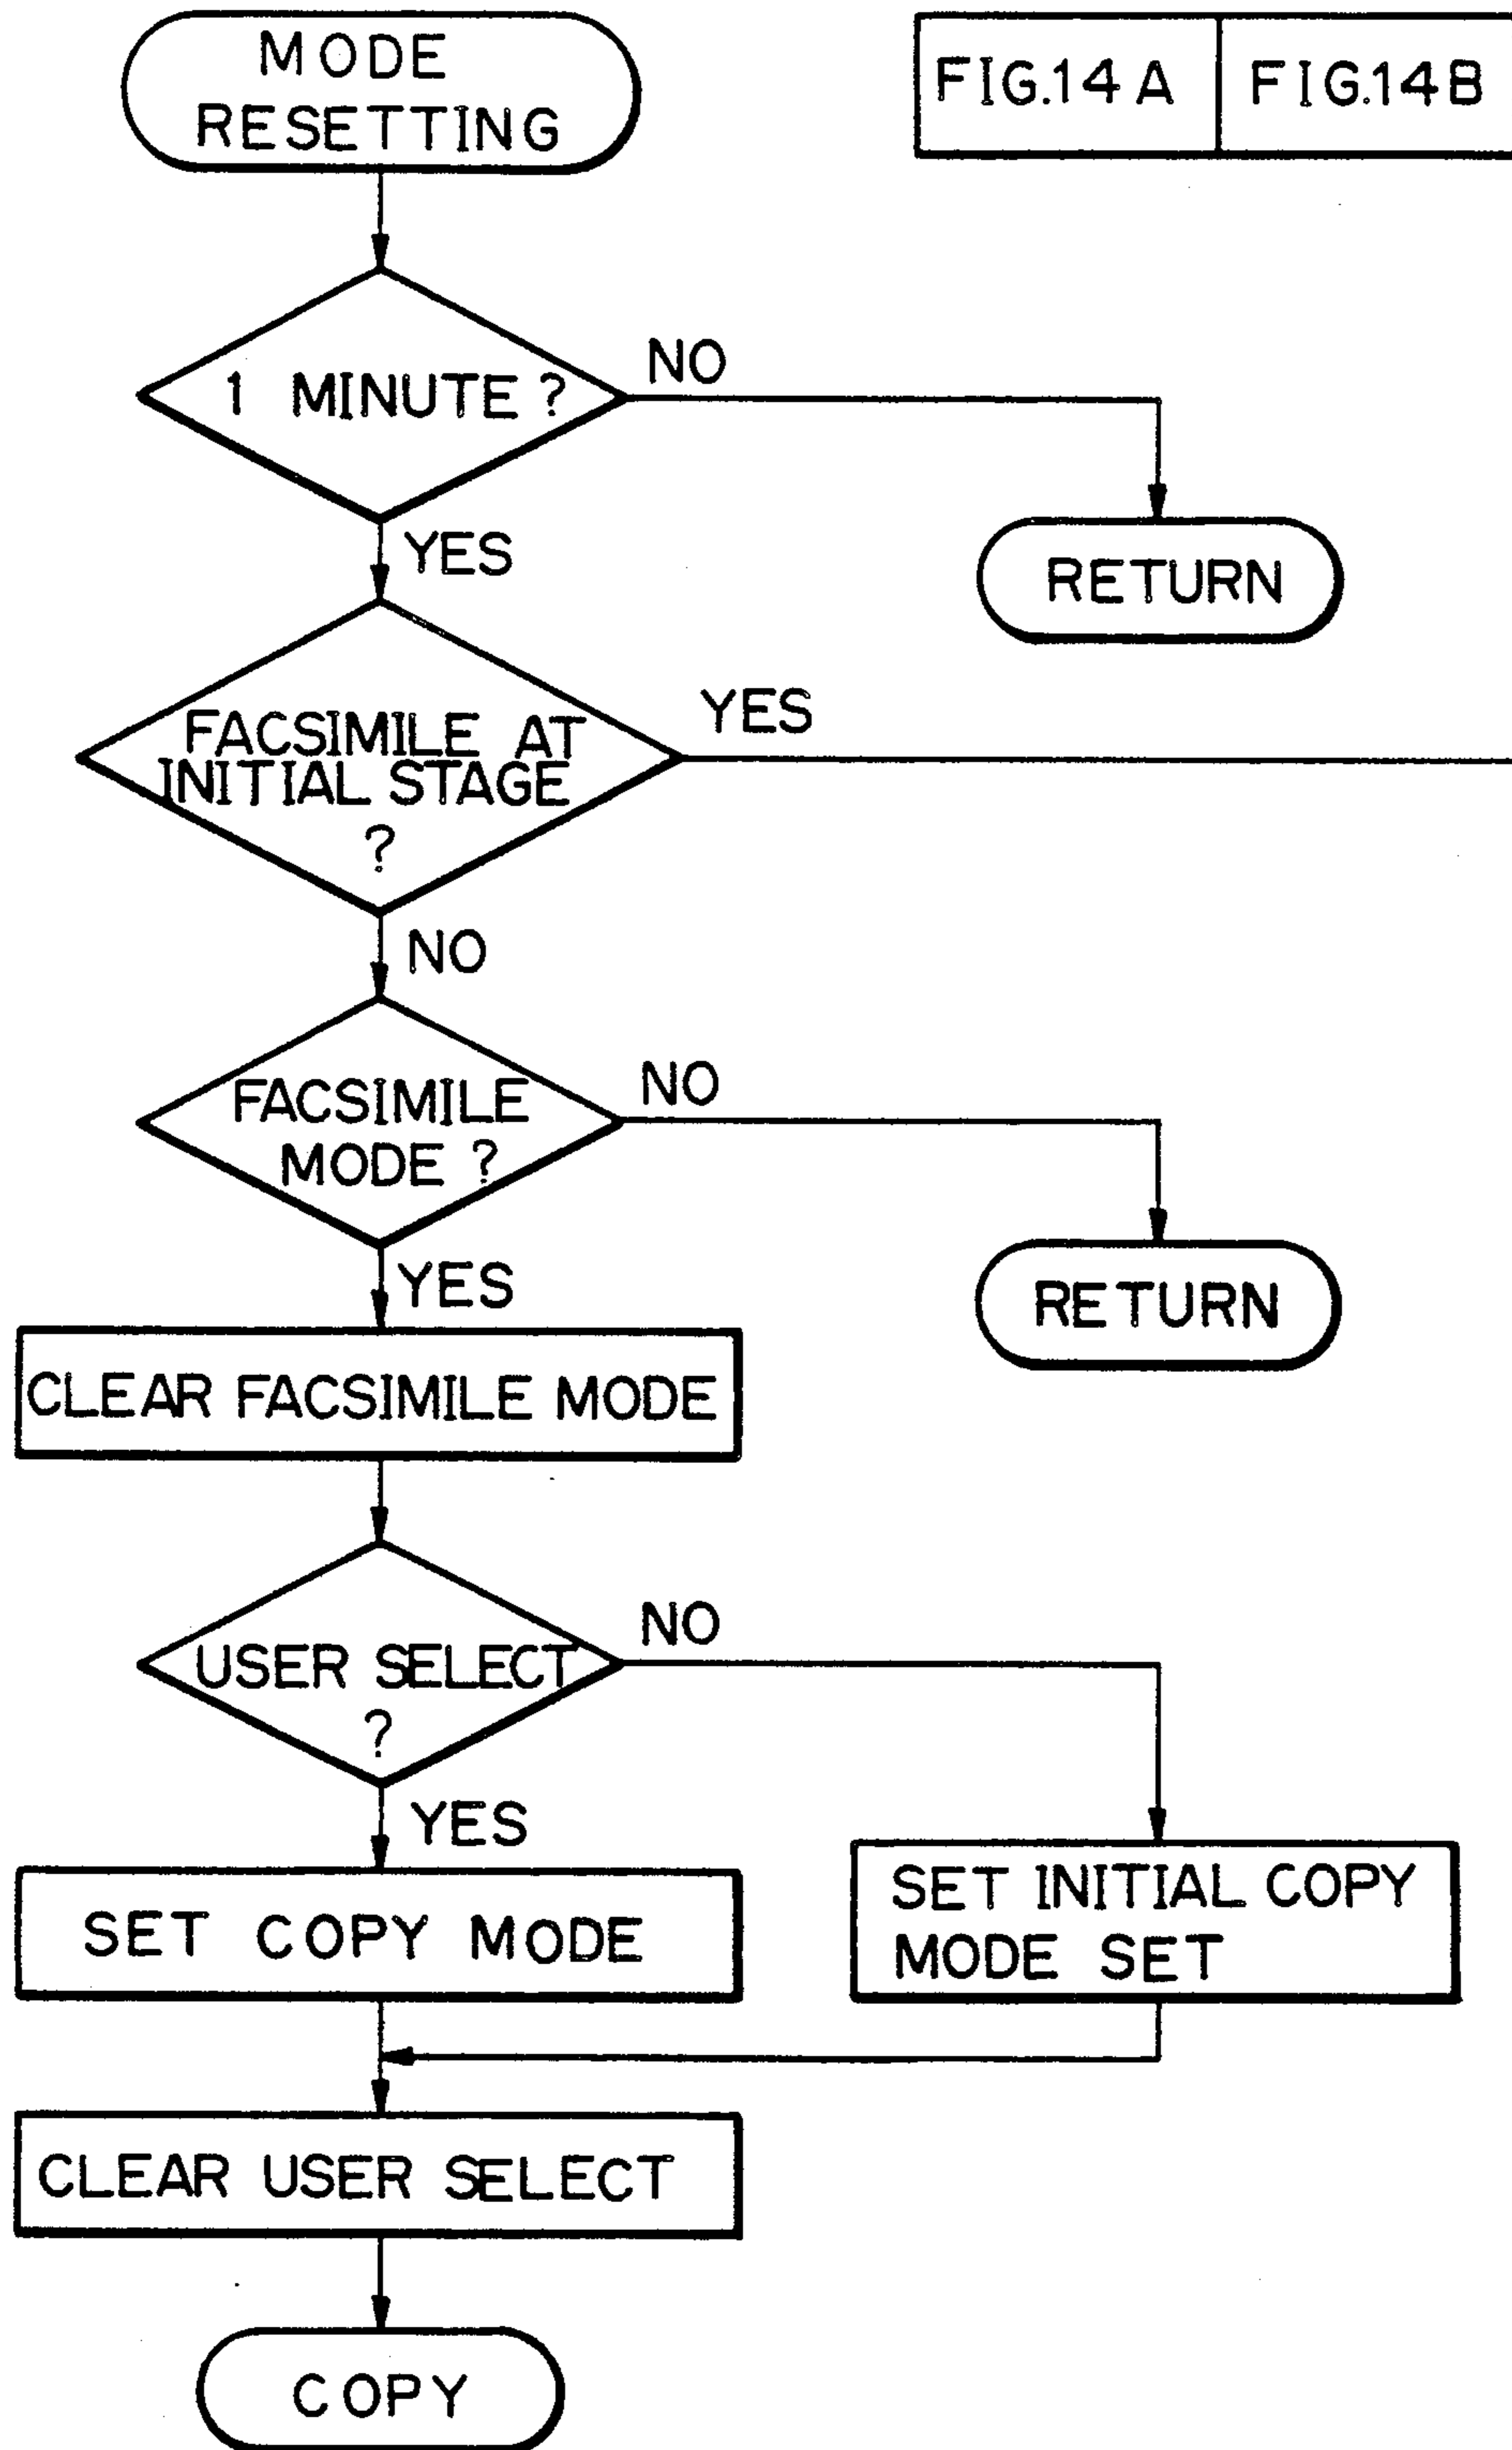 MODE
RESETTING
FIG.14A
FIG.14B
1 MINUTE ?
NO
YES
RETURN
FACSIMILE AT
INITIAL STAGE
?
YES
NO
FACSIMILE
MODE ?
NO
YES
RETURN
CLEAR FACSIMILE MODE
USER SELECT
?
NO
YES
SET COPY MODE
SET INITIAL COPY
MODE SET
CLEAR USER SELECT
COPY